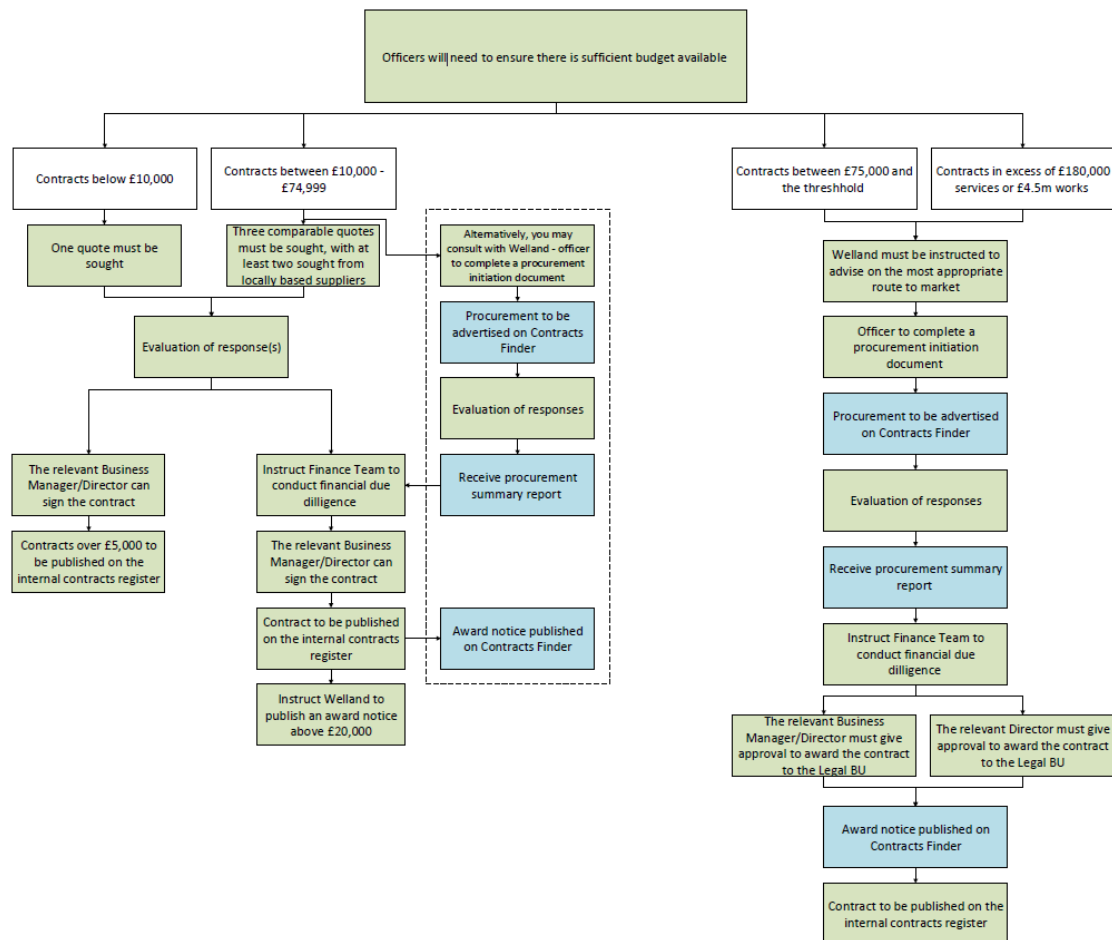 Officers will need to ensure there is sufficient budget available
Contracts below £10,000
Contracts between £10,000 -
£74,999
Contracts between £75,000 and
the threshhold
Contracts in excess of £180,000
services or £4.5m works
One quote must be
sought
Three comparable quotes
must be sought, with at
least two sought from
locally based suppliers
Alternatively, you may
consult with Welland - officer
to complete a procurement
initiation document
Welland must be instructed to
advise on the most appropriate
route to market
Evaluation of response(s)
Procurement to be
advertised on Contracts
Finder
Officer to complete a
procurement initiation
document
Evaluation of responses
Procurement to be advertised
on Contracts Finder
The relevant Business
Manager/Director can
sign the contract
Instruct Finance Team to
conduct financial due
dilligence
Receive procurement
summary report
Evaluation of responses
Contracts over £5,000 to
be published on the
internal contracts register
The relevant Business
Manager/Director can
sign the contract
Receive procurement summary
report
Contract to be published
on the internal contracts
register
Award notice published
on Contracts Finder
Instruct Finance Team to
conduct financial due
dilligence
Instruct Welland to
publish an award notice
above £20,000
The relevant Business
Manager/Director must give
approval to award the contract
to the Legal BU
The relevant Director must give
approval to award the contract
to the Legal BU
Award notice published on
Contracts Finder
Contract to be published on the
internal contracts register